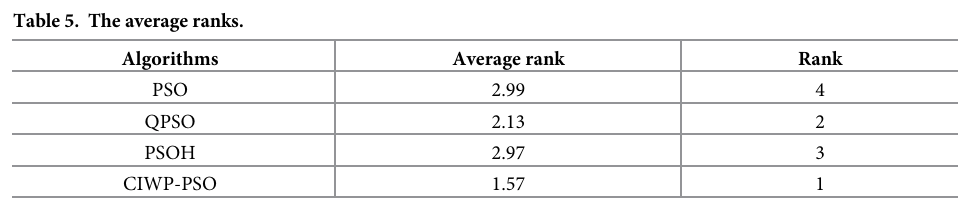 Table 5. The average ranks.
Algorithms Average rank Rank
PSO 2.99 4
QPSO 2.13 2
PSOH 2.97 3
CIWP-PSO 1.57 1